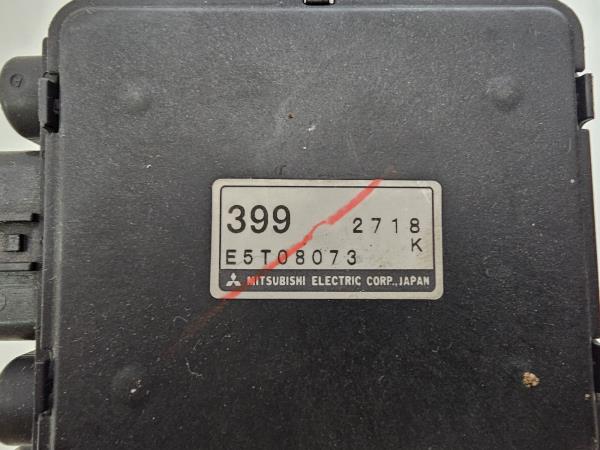 399 2718
K
E5T08073
MITSUBISHI ELECTRIC CORP., JAPAN